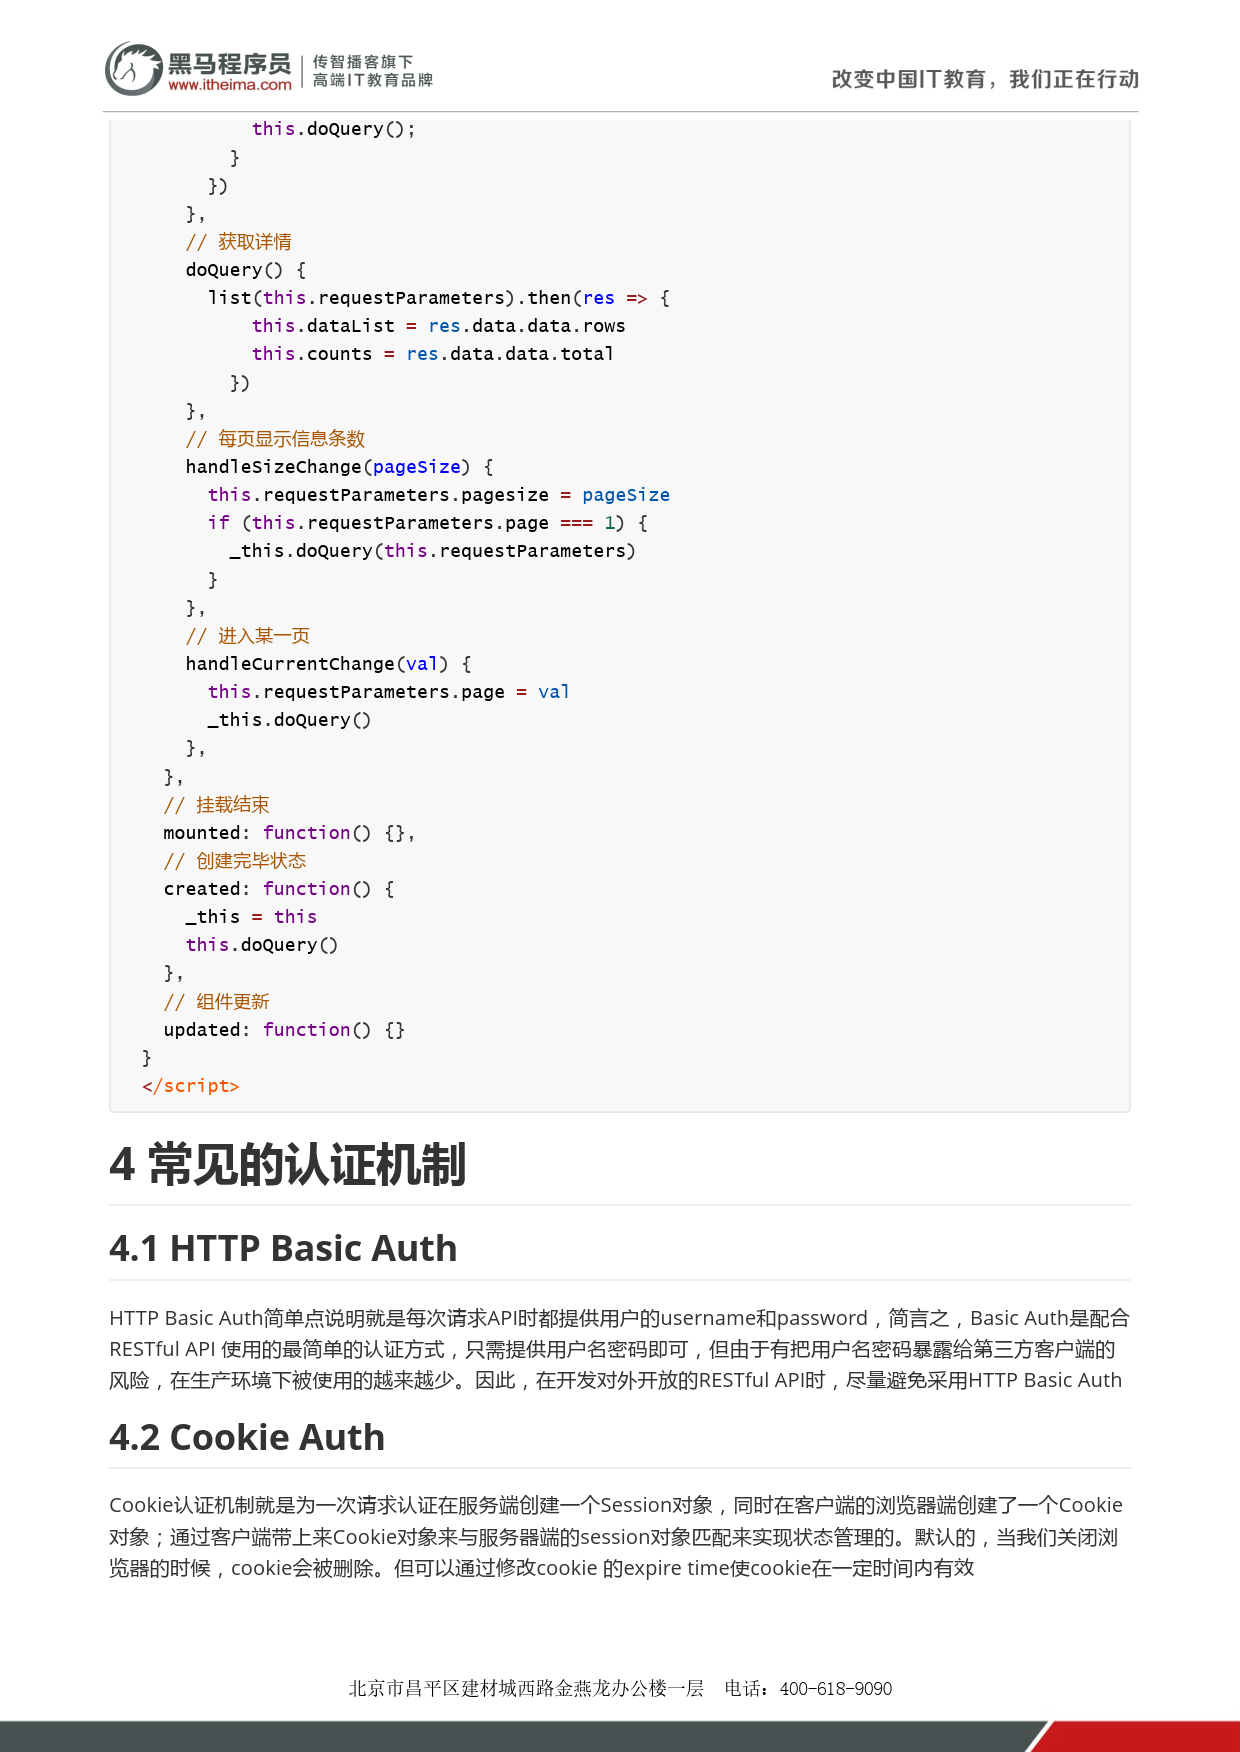 黑马程序员
www.itheima.com
传智播客旗下
高端IT教育品牌
改变中国IT教育，我们正在行动
this.doQuery();
}
})
},
// 获取详情
doQuery() {
list(this.requestParameters).then(res => {
this.dataList = res.data.data.rows
this.counts = res.data.data.total
})
},
// 每页显示信息条数
handleSizeChange(pageSize) {
this.requestParameters.pagesize = pageSize
if (this.requestParameters.page === 1) {
_this.doQuery(this.requestParameters)
}
},
// 进入某一页
handleCurrentChange(val) {
this.requestParameters.page = val
_this.doQuery()
},
},
// 挂载结束
mounted: function() {},
// 创建完毕状态
created: function() {
_this = this
this.doQuery()
},
// 组件更新
updated: function() {}
}
</script>
4 常见的认证机制
4.1 HTTP Basic Auth
HTTP Basic Auth简单点说明就是每次请求API时都提供用户的username和password，简言之，Basic Auth是配合
RESTful API 使用的最简单的认证方式，只需提供用户名密码即可，但由于有把用户名密码暴露给第三方客户端的
风险，在生产环境下被使用的越来越少。因此，在开发对外开放的RESTful API时，尽量避免采用HTTP Basic Auth
4.2 Cookie Auth
Cookie认证机制就是为一次请求认证在服务端创建一个Session对象，同时在客户端的浏览器端创建了一个Cookie
对象；通过客户端带上来Cookie对象来与服务器端的session对象匹配来实现状态管理的。默认的，当我们关闭浏
览器的时候，cookie会被删除。但可以通过修改cookie 的expire time使cookie在一定时间内有效
北京市昌平区建材城西路金燕龙办公楼一层 电话：400-618-9090